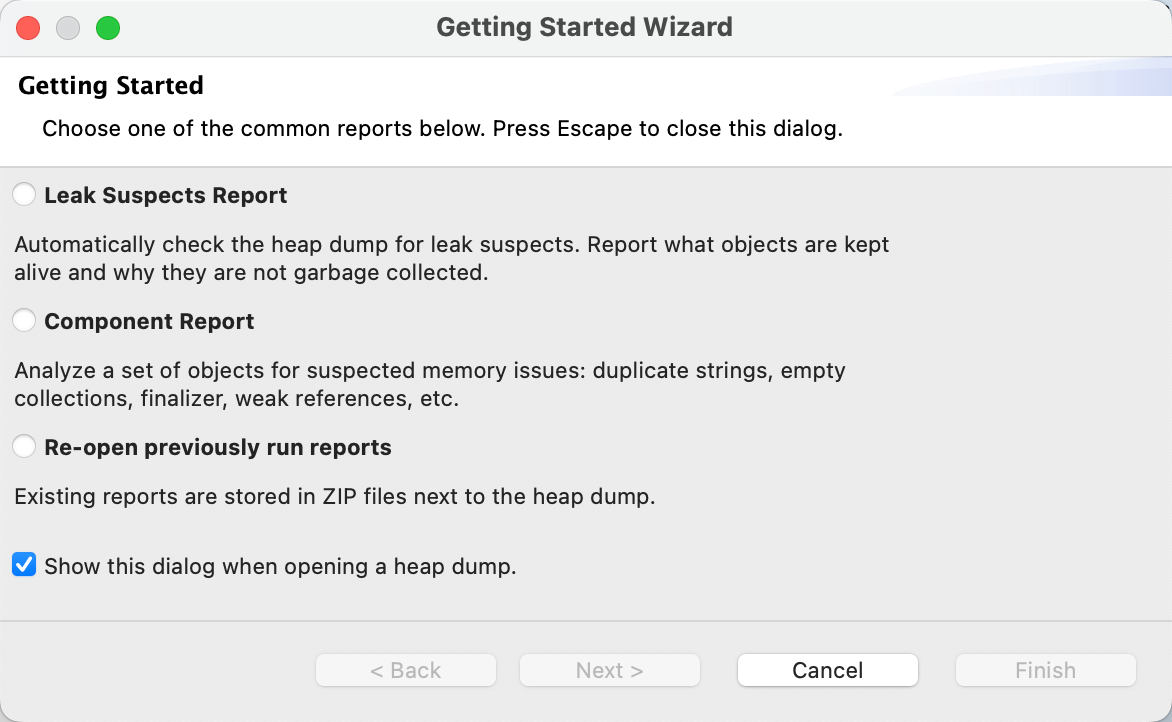 Getting Started Wizard
Getting Started
Choose one of the common reports below. Press Escape to close this dialog.
Leak Suspects Report
Automatically check the heap dump for leak suspects. Report what objects are kept
alive and why they are not garbage collected.
Component Report
Analyze a set of objects for suspected memory issues: duplicate strings, empty
collections, finalizer, weak references, etc.
Re-open previously run reports
Existing reports are stored in ZIP files next to the heap dump.
Show this dialog when opening a heap dump.
< Back
Next >
Cancel
Finish